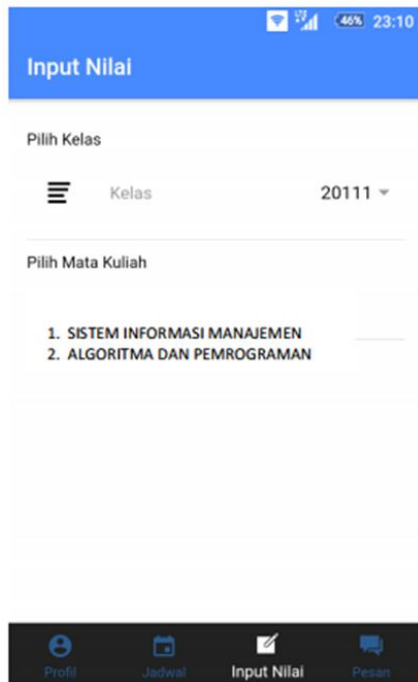 46% 23:10
Input Nilai
Pilih Kelas
Kelas 20111
Pilih Mata Kuliah
1. SISTEM INFORMASI MANAJEMEN
2. ALGORITMA DAN PEMROGRAMAN
Profil Jadwal Input Nilai Pesan